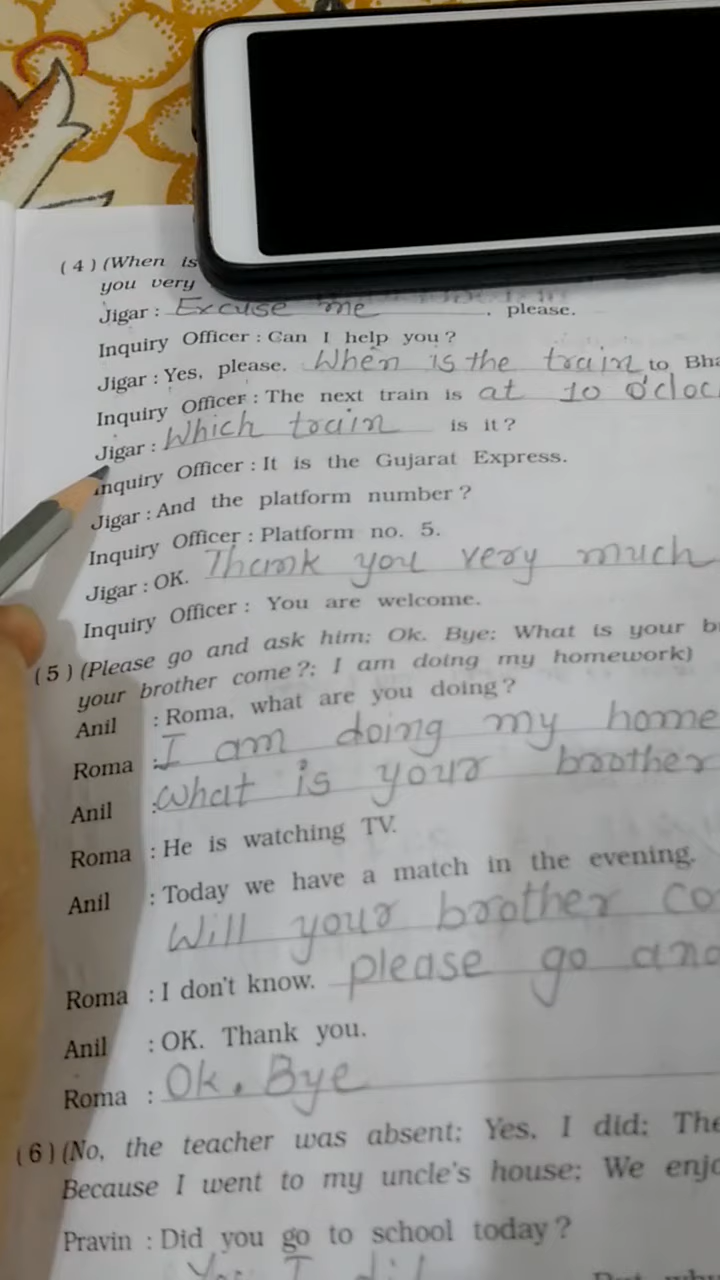 (4) (When is
you very
Jigar : Excuse me , please.
Inquiry Officer : Can I help you?
Jigar : Yes, please. When is the train to Bha
Inquiry Officer : The next train is at 10 o'cloc
Jigar : Which train is it?
Inquiry Officer : It is the Gujarat Express.
Jigar : And the platform number?
Inquiry Officer : Platform no. 5.
Jigar : OK. Thank you very much
Inquiry Officer : You are welcome.
(5) (Please go and ask him; Ok. Bye; What is your b
your brother come?; I am doing my homework)
Anil : Roma, what are you doing?
Roma : I am doing my home
Anil : What is your brother
Roma : He is watching TV.
Anil : Today we have a match in the evening.
Will your brother co
Roma : I don't know. please go and
Anil : OK. Thank you.
Roma : Ok. Bye
(6) (No, the teacher was absent; Yes, I did; The
Because I went to my uncle's house; We enjo
Pravin : Did you go to school today?
Yes I did